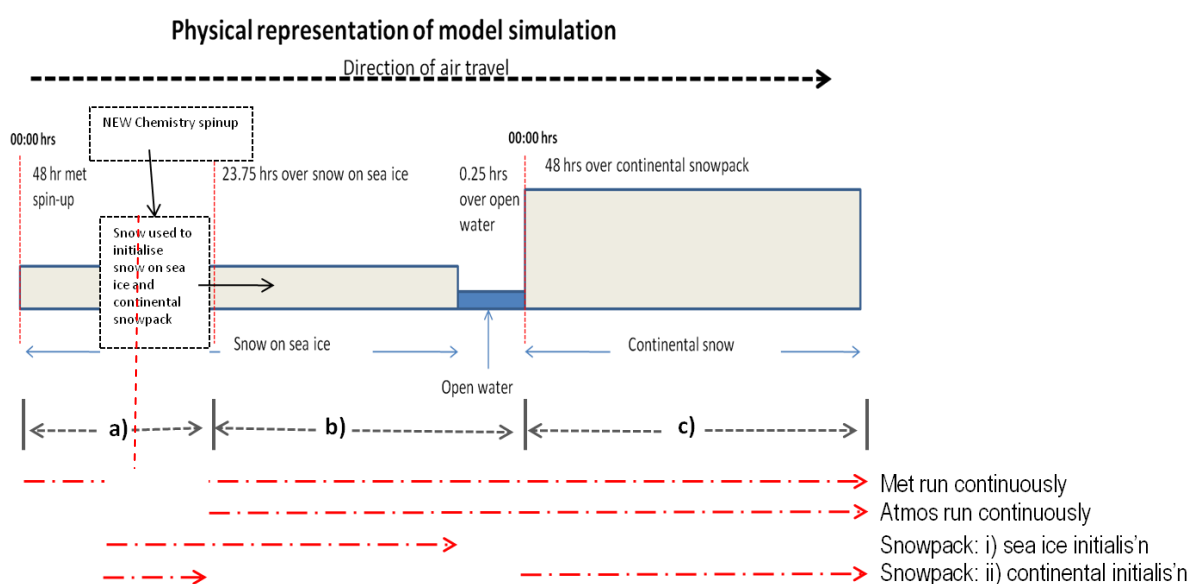 Physical representation of model simulation
Direction of air travel
NEW Chemistry spinup
00:00 hrs
00:00 hrs
48 hr met
spin-up
23.75 hrs over snow on sea ice
0.25 hrs
over open
water
48 hrs over continental snowpack
Snow used to
initialise
snow on sea
ice and
continental
snowpack
Snow on sea ice
Continental snow
Open water
a)
b)
c)
Met run continuously
Atmos run continuously
Snowpack: i) sea ice initialis'n
Snowpack: ii) continental initialis'n